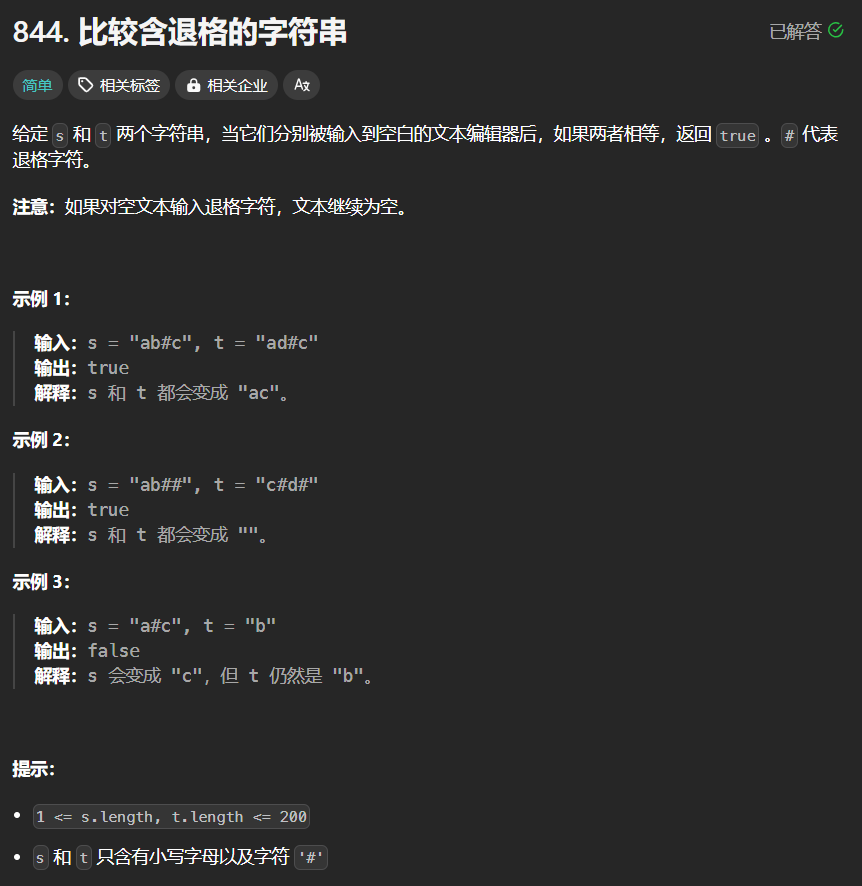 844. 比较含退格的字符串
已解答
简单 相关标签 相关企业 Ax
给定 s 和 t 两个字符串，当它们分别被输入到空白的文本编辑器后，如果两者相等，返回 true 。# 代表
退格字符。
注意：如果对空文本输入退格字符，文本继续为空。
示例 1：
输入：s = "ab#c", t = "ad#c"
输出：true
解释：s 和 t 都会变成 "ac"。
示例 2：
输入：s = "ab##", t = "c#d#"
输出：true
解释：s 和 t 都会变成 ""。
示例 3：
输入：s = "a#c", t = "b"
输出：false
解释：s 会变成 "c"，但 t 仍然是 "b"。
提示：
1 <= s.length, t.length <= 200
s 和 t 只含有小写字母以及字符 '#'